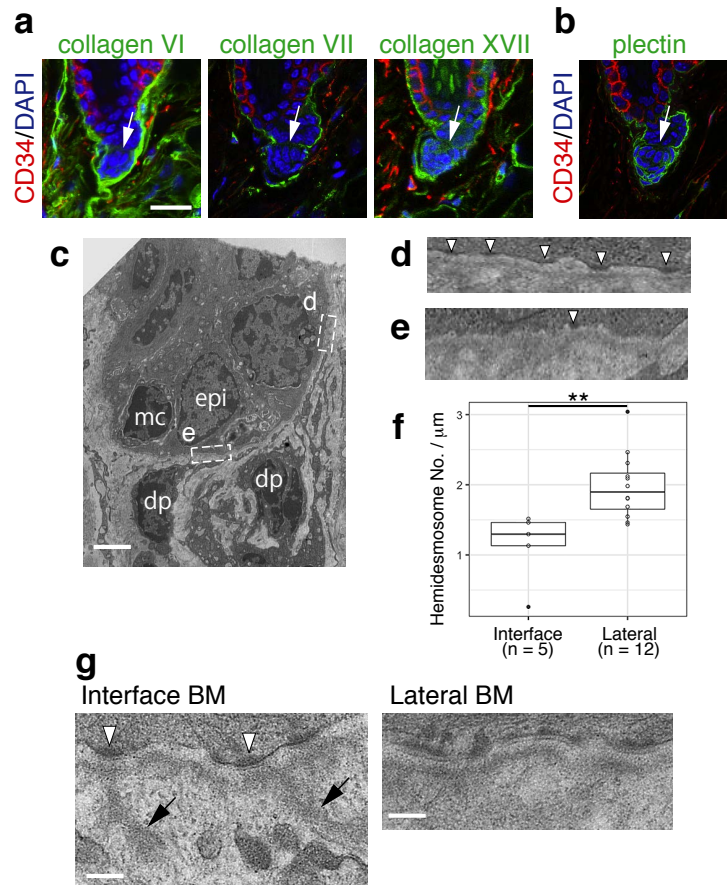 a
collagen VI
collagen VII
collagen XVII
CD34/DAPI
b
plectin
CD34/DAPI
c
d
epi
mc
e
dp
dp
d
e
f
**
Hemidesmosome No. / μm
3
2
1
Interface
(n = 5)
Lateral
(n = 12)
g
Interface BM
Lateral BM